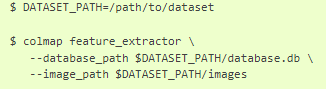 $ DATASET_PATH=/path/to/dataset
$ colmap feature_extractor \
--database_path $DATASET_PATH/database.db \
--image_path $DATASET_PATH/images